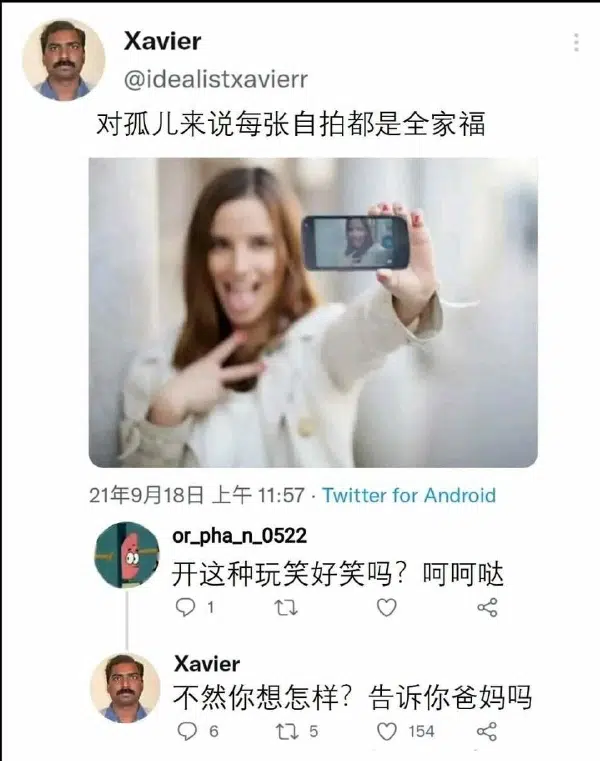 Xavier
@idealistxavierr
对孤儿来说每张自拍都是全家福
21年9月18日 上午 11:57 · Twitter for Android
or_pha_n_0522
开这种玩笑好笑吗？呵呵哒
1
Xavier
不然你想怎样？告诉你爸妈吗
6 5 154